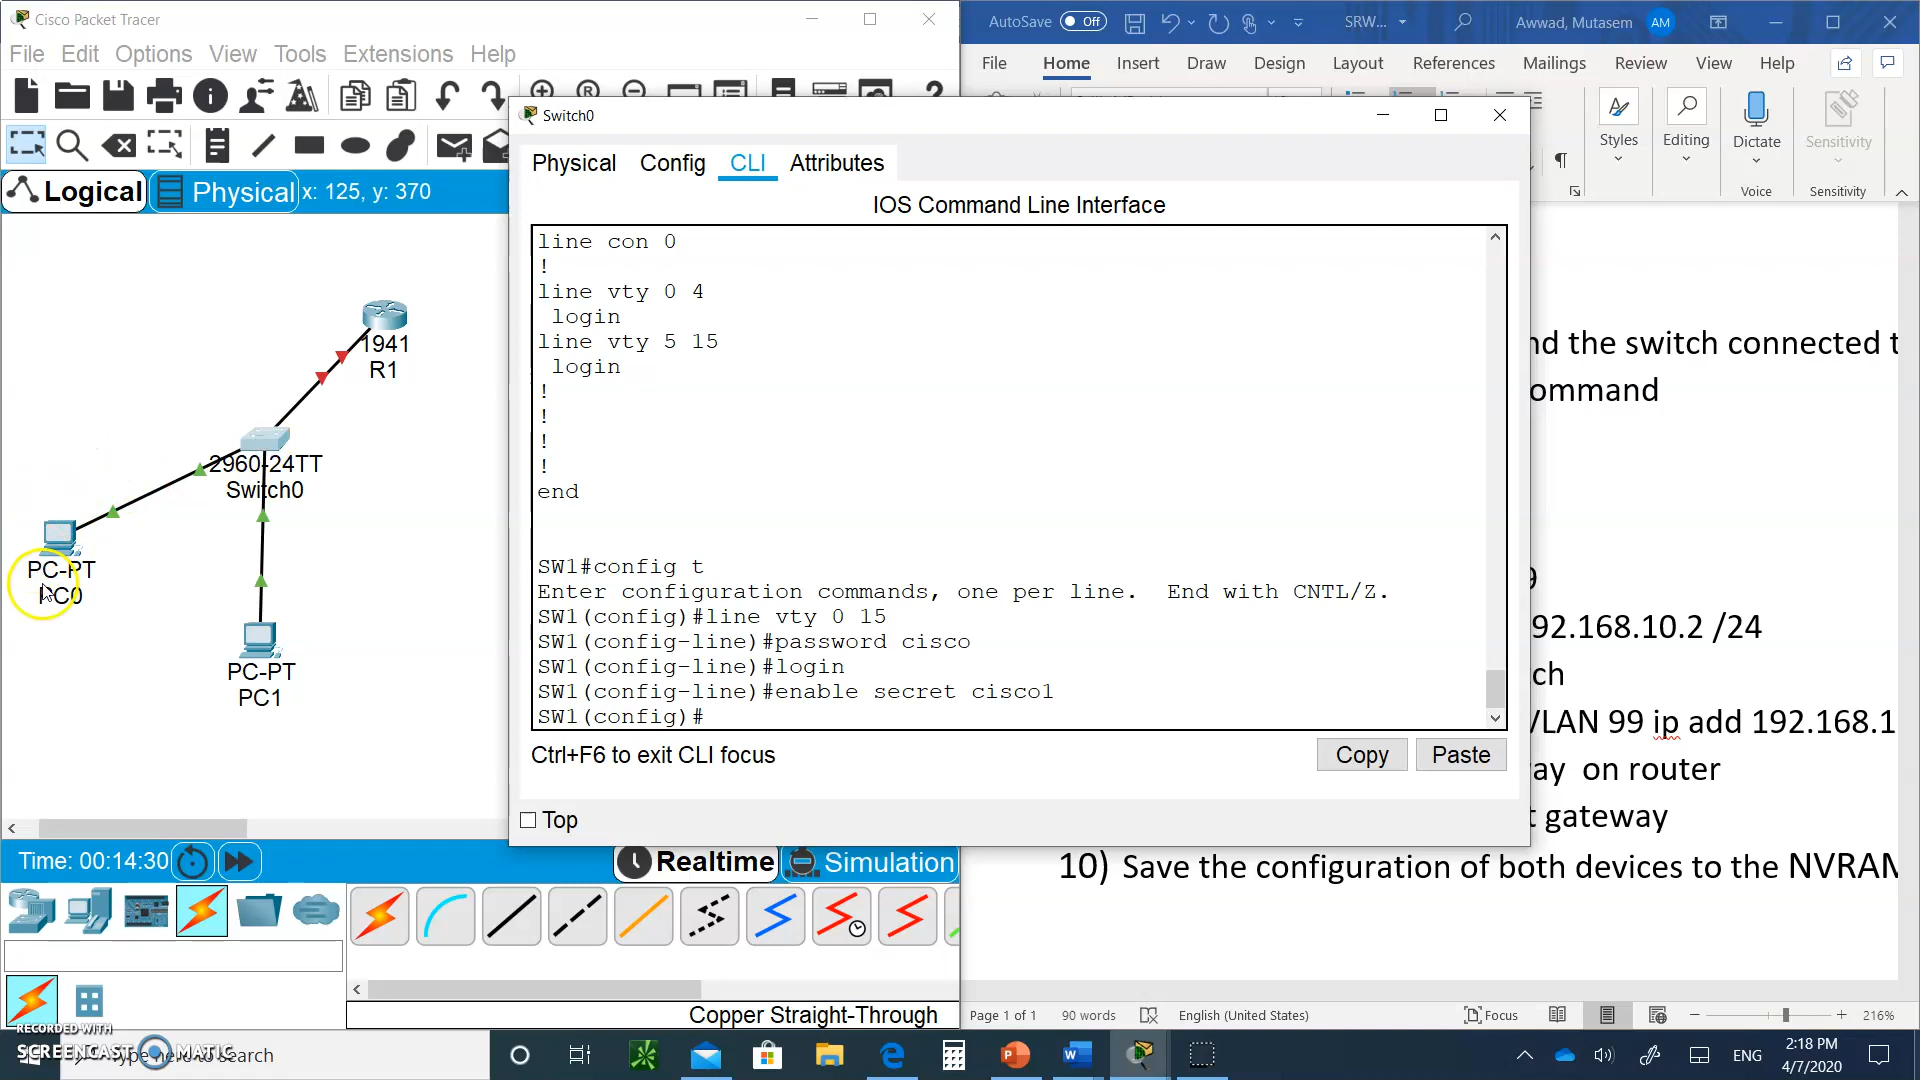 Cisco Packet Tracer
File Edit Options View Tools Extensions Help
Logical Physical x: 125, y: 370
1941
R1
2960-24TT
Switch0
PC-PT
PC0
PC-PT
PC1
Time: 00:14:30
Realtime Simulation
Copper Straight-Through
Switch0
Physical Config CLI Attributes
IOS Command Line Interface
line con 0
!
line vty 0 4
login
line vty 5 15
login
!
!
!
!
end
SW1#config t
Enter configuration commands, one per line. End with CNTL/Z.
SW1(config)#line vty 0 15
SW1(config-line)#password cisco
SW1(config-line)#login
SW1(config-line)#enable secret cisco1
SW1(config)#
Ctrl+F6 to exit CLI focus
Copy Paste
Top
AutoSave Off SRW... Awwad, Mutasem AM
File Home Insert Draw Design Layout References Mailings Review View Help
Styles Editing Dictate Sensitivity
Voice Sensitivity
nd the switch connected t
ommand
9
92.168.10.2 /24
ch
VLAN 99 ip add 192.168.1
ay on router
t gateway
10) Save the configuration of both devices to the NVRAM
Page 1 of 1 90 words English (United States) Focus 216%
RECORDED WITH
SCREENCAST MATIC
Type here to search
ENG
2:18 PM
4/7/2020